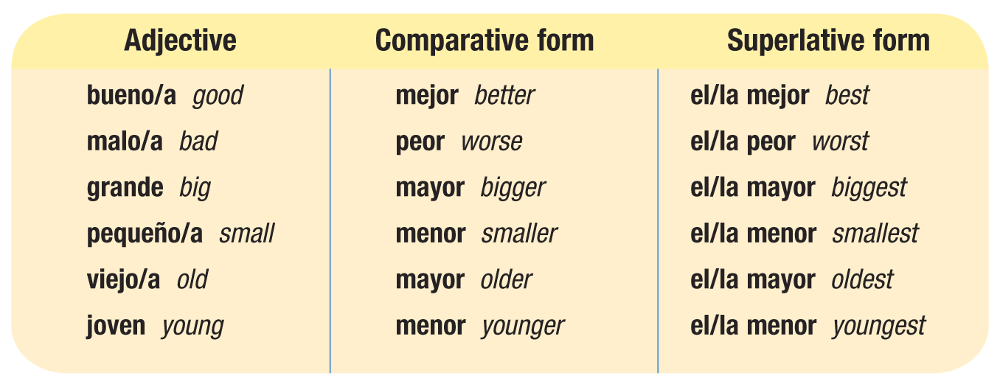 Adjective Comparative form Superlative form
bueno/a good mejor better el/la mejor best
malo/a bad peor worse el/la peor worst
grande big mayor bigger el/la mayor biggest
pequeño/a small menor smaller el/la menor smallest
viejo/a old mayor older el/la mayor oldest
joven young menor younger el/la menor youngest